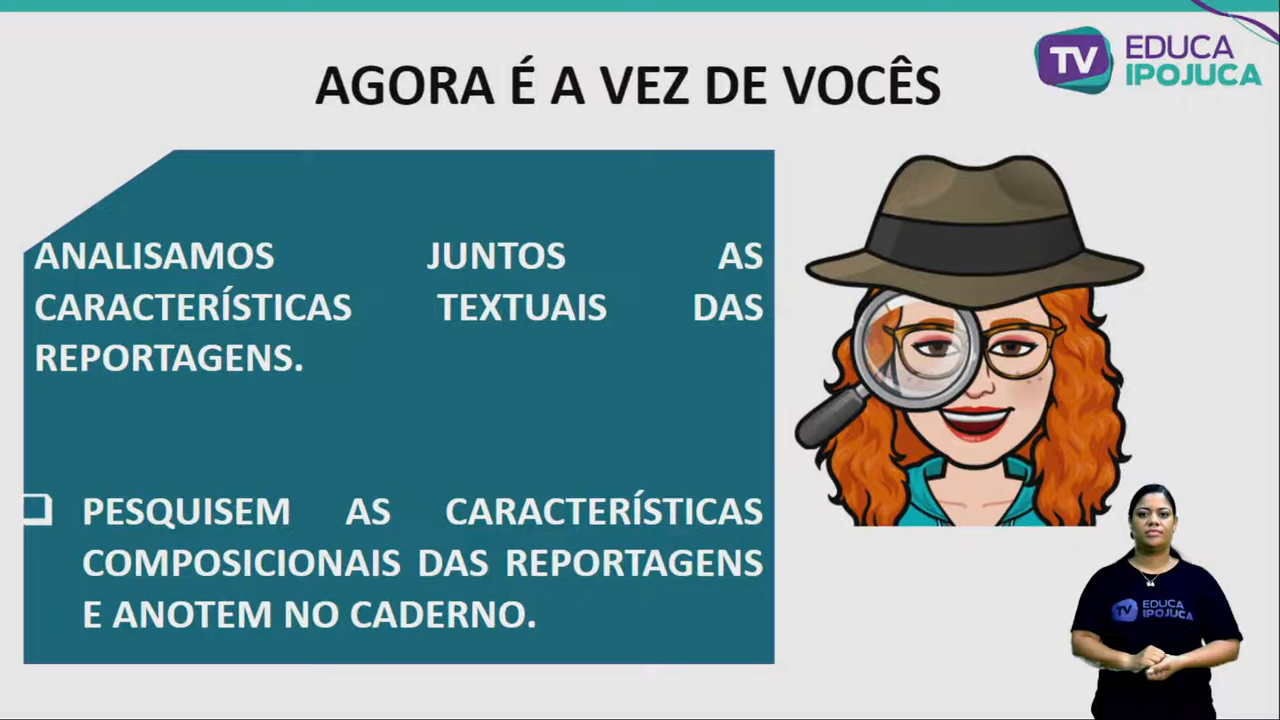 TV EDUCA
IPOJUCA
AGORA É A VEZ DE VOCÊS
ANALISAMOS JUNTOS AS
CARACTERÍSTICAS TEXTUAIS DAS
REPORTAGENS.
PESQUISEM AS CARACTERÍSTICAS
COMPOSICIONAIS DAS REPORTAGENS
E ANOTEM NO CADERNO.
TV EDUCA
IPOJUCA